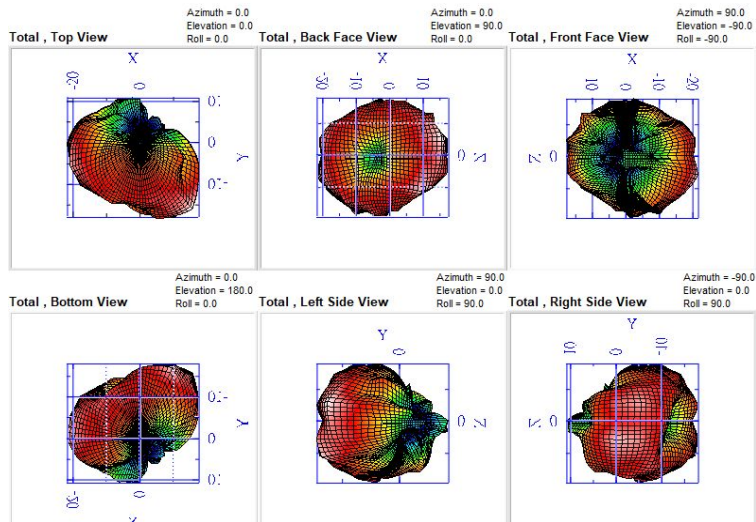 Azimuth = 0.0
Elevation = 0.0
Roll = 0.0
Total , Top View
Azimuth = 0.0
Elevation = 90.0
Roll = 0.0
Total , Back Face View
Azimuth = 90.0
Elevation = -90.0
Roll = -90.0
Total , Front Face View
X
-20
0
Y
0
X
-20
-10
0
10
Z
0
X
10
0
-10
-20
Z
0
Azimuth = 0.0
Elevation = 180.0
Roll = 0.0
Total , Bottom View
Azimuth = 90.0
Elevation = 0.0
Roll = 90.0
Total , Left Side View
Azimuth = -90.0
Elevation = 0.0
Roll = 90.0
Total , Right Side View
Y
0
-20
0
X
Y
0
Z
0
Y
10
0
-10
Z
0